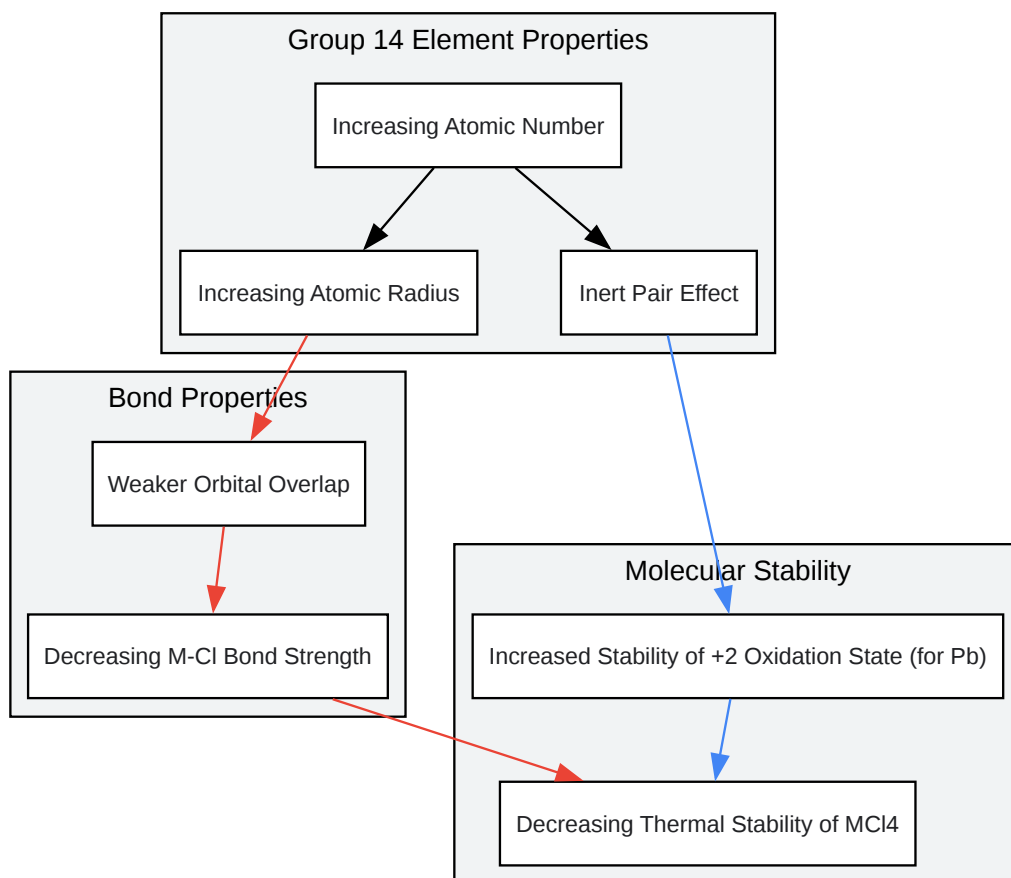 Group 14 Element Properties
Increasing Atomic Number
Increasing Atomic Radius
Inert Pair Effect
Bond Properties
Weaker Orbital Overlap
Molecular Stability
Decreasing M-Cl Bond Strength
Increased Stability of +2 Oxidation State (for Pb)
Decreasing Thermal Stability of MCl4